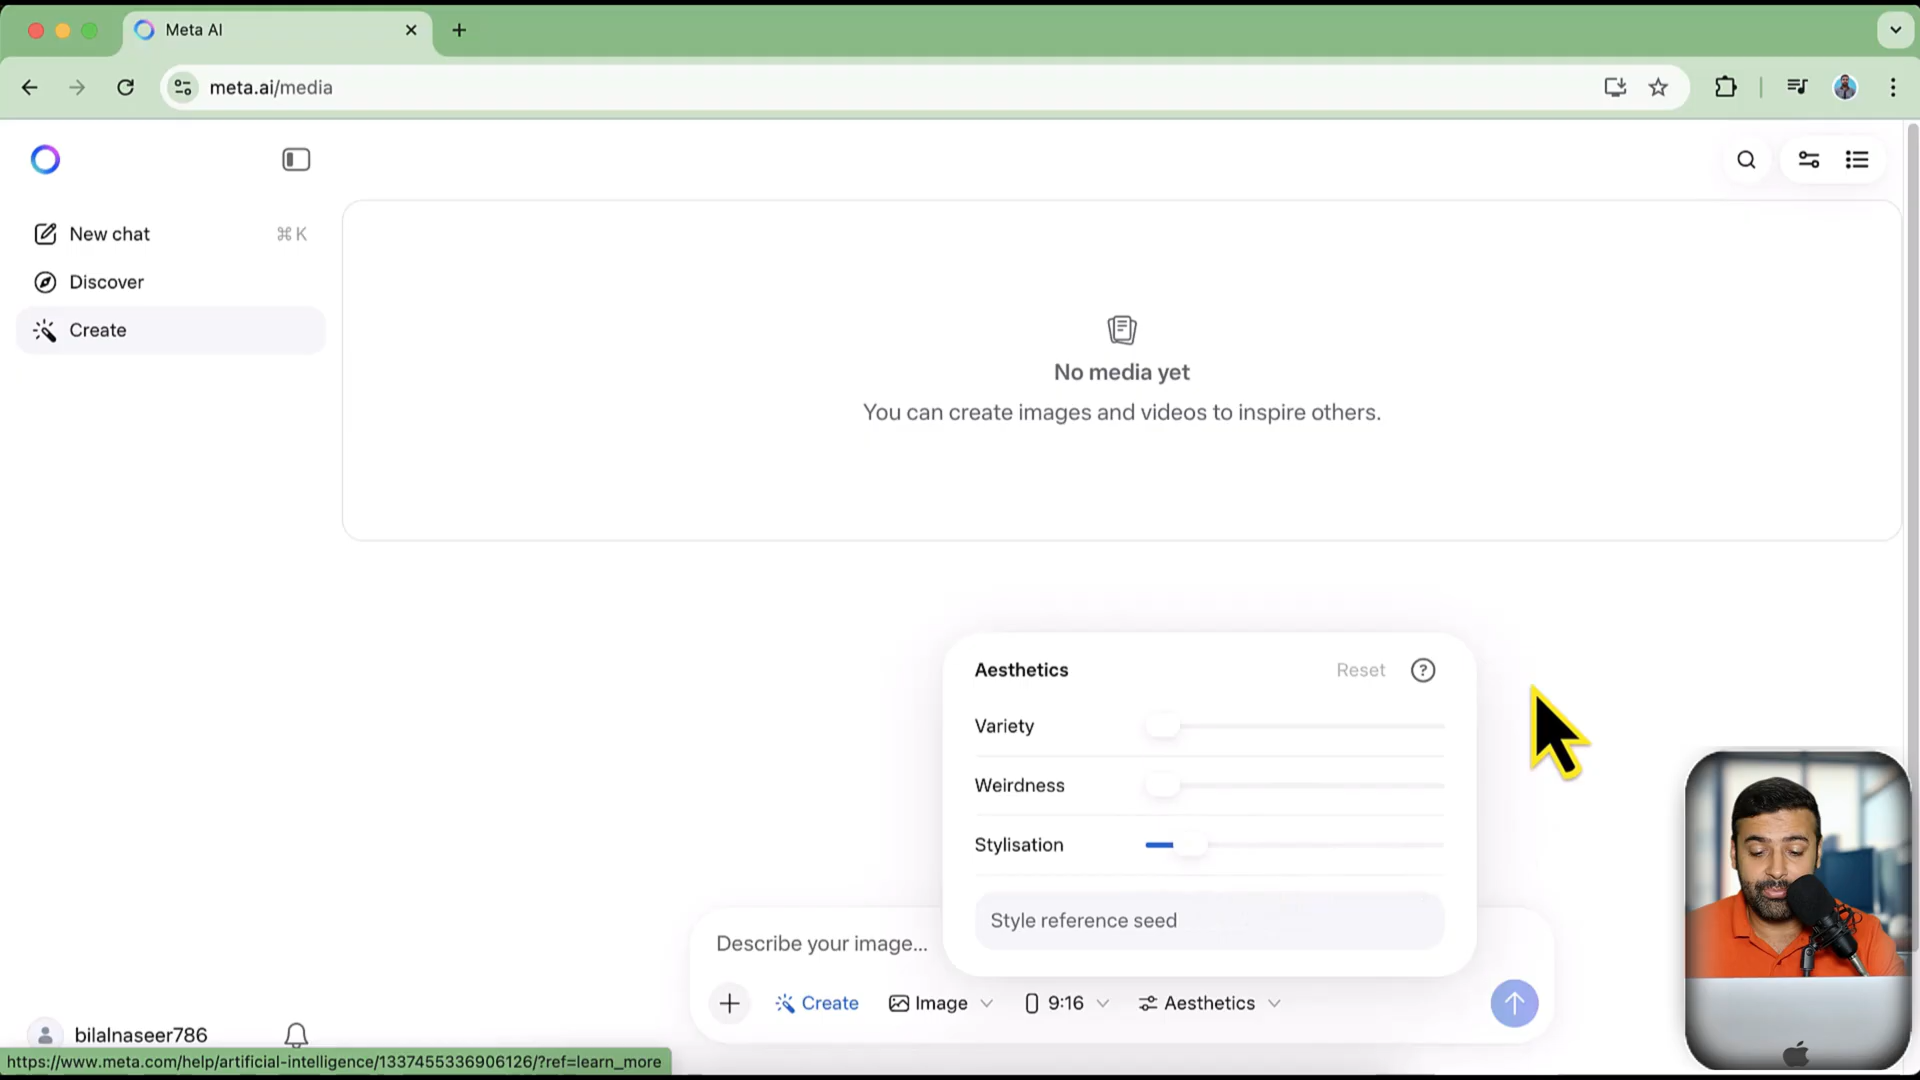 Meta AI
meta.ai/media
New chat
⌘ K
Discover
Create
No media yet
You can create images and videos to inspire others.
Aesthetics
Reset
Variety
Weirdness
Stylisation
Style reference seed
Describe your image...
Create
Image
9:16
Aesthetics
bilalnaseer786
https://www.meta.com/help/artificial-intelligence/1337455336906126/?ref=learn_more